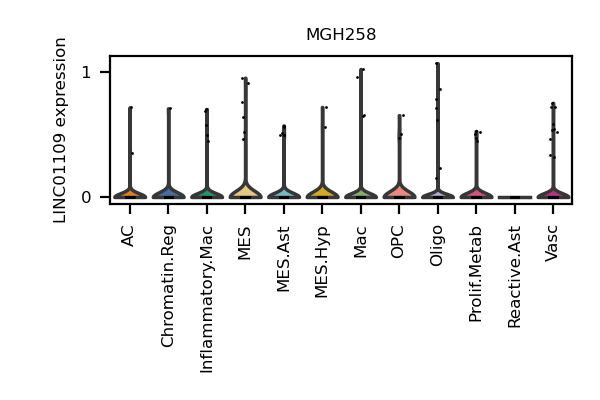 MGH258
LINC01109 expression
1
0
AC
Chromatin.Reg
Inflammatory.Mac
MES
MES.Ast
MES.Hyp
Mac
OPC
Oligo
Prolif.Metab
Reactive.Ast
Vasc